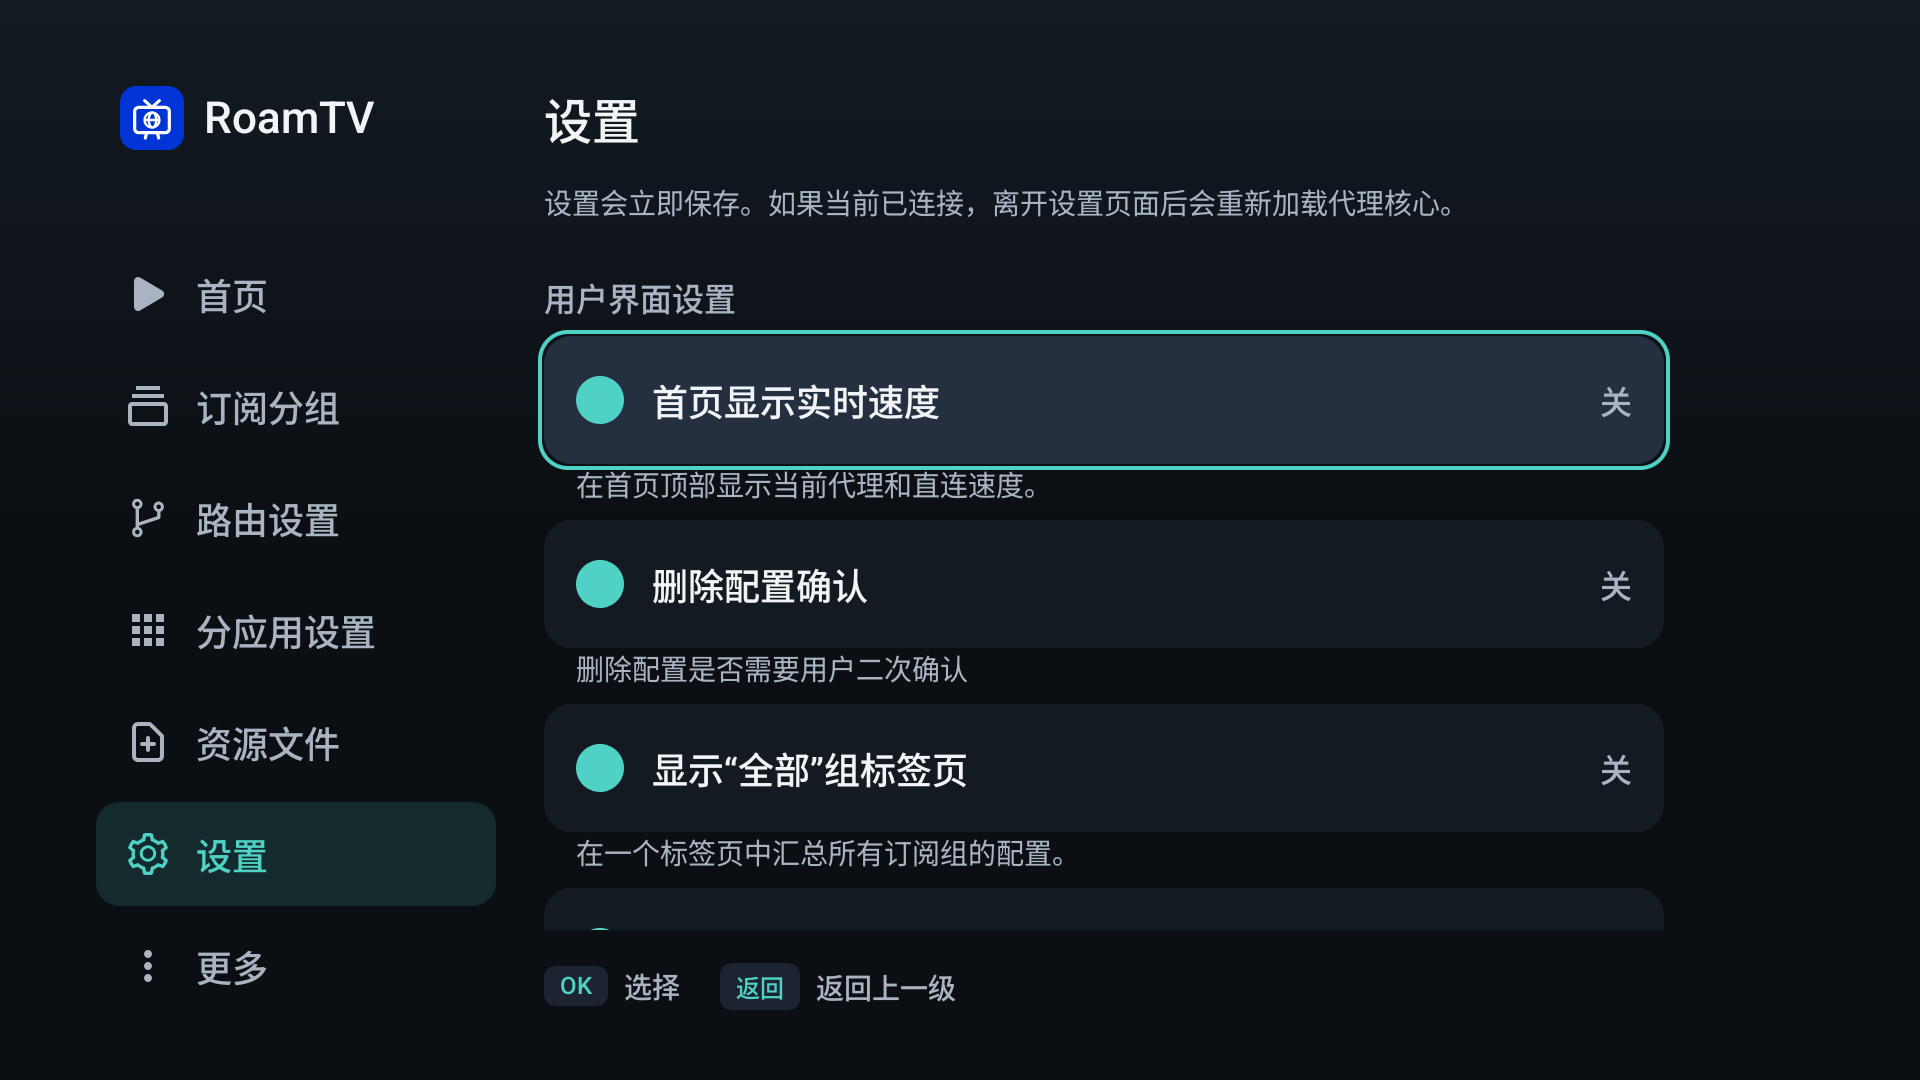 RoamTV
首页
订阅分组
路由设置
分应用设置
资源文件
设置
更多
设置
设置会立即保存。如果当前已连接，离开设置页面后会重新加载代理核心。
用户界面设置
首页显示实时速度 关
在首页顶部显示当前代理和直连速度。
删除配置确认 关
删除配置是否需要用户二次确认
显示“全部”组标签页 关
在一个标签页中汇总所有订阅组的配置。
OK 选择 返回 返回上一级